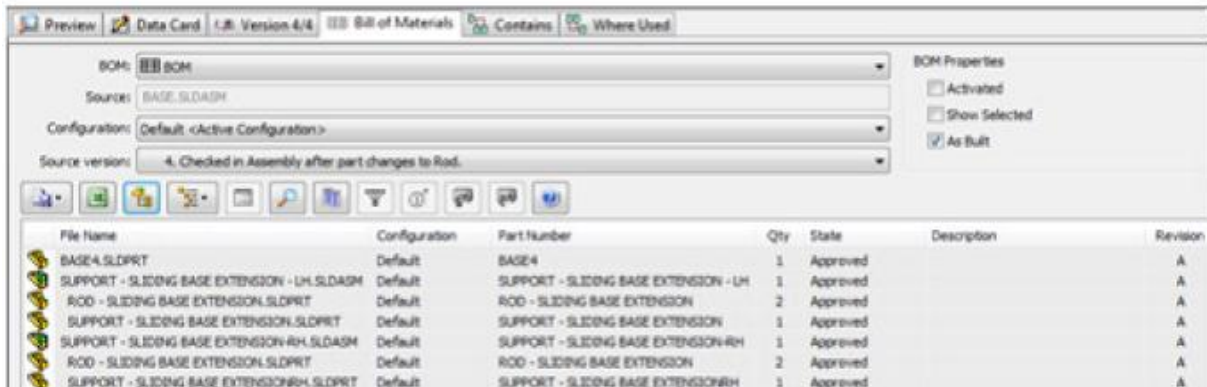 Preview Data Card Version 4/4 Bill of Materials Contains Where Used
BOM: BOM
BOM Properties
Source: BASE.SLDASM
Activated
Show Selected
Configuration: Default <Active Configuration>
As Built
Source version: 4. Checked in Assembly after part changes to Rod.
File Name Configuration Part Number Qty State Description Revision
BASE4.SLDPRT Default BASE4 1 Approved A
SUPPORT - SLIDING BASE EXTENSION - LH.SLDASM Default SUPPORT - SLIDING BASE EXTENSION - LH 1 Approved A
ROD - SLIDING BASE EXTENSION.SLDPRT Default ROD - SLIDING BASE EXTENSION 2 Approved A
SUPPORT - SLIDING BASE EXTENSION.SLDPRT Default SUPPORT - SLIDING BASE EXTENSION 1 Approved A
SUPPORT - SLIDING BASE EXTENSION-RH.SLDASM Default SUPPORT - SLIDING BASE EXTENSION-RH 1 Approved A
ROD - SLIDING BASE EXTENSION.SLDPRT Default ROD - SLIDING BASE EXTENSION 2 Approved A
SUPPORT - SLIDING BASE EXTENSIONRH.SLDPRT Default SUPPORT - SLIDING BASE EXTENSIONRH 1 Approved A